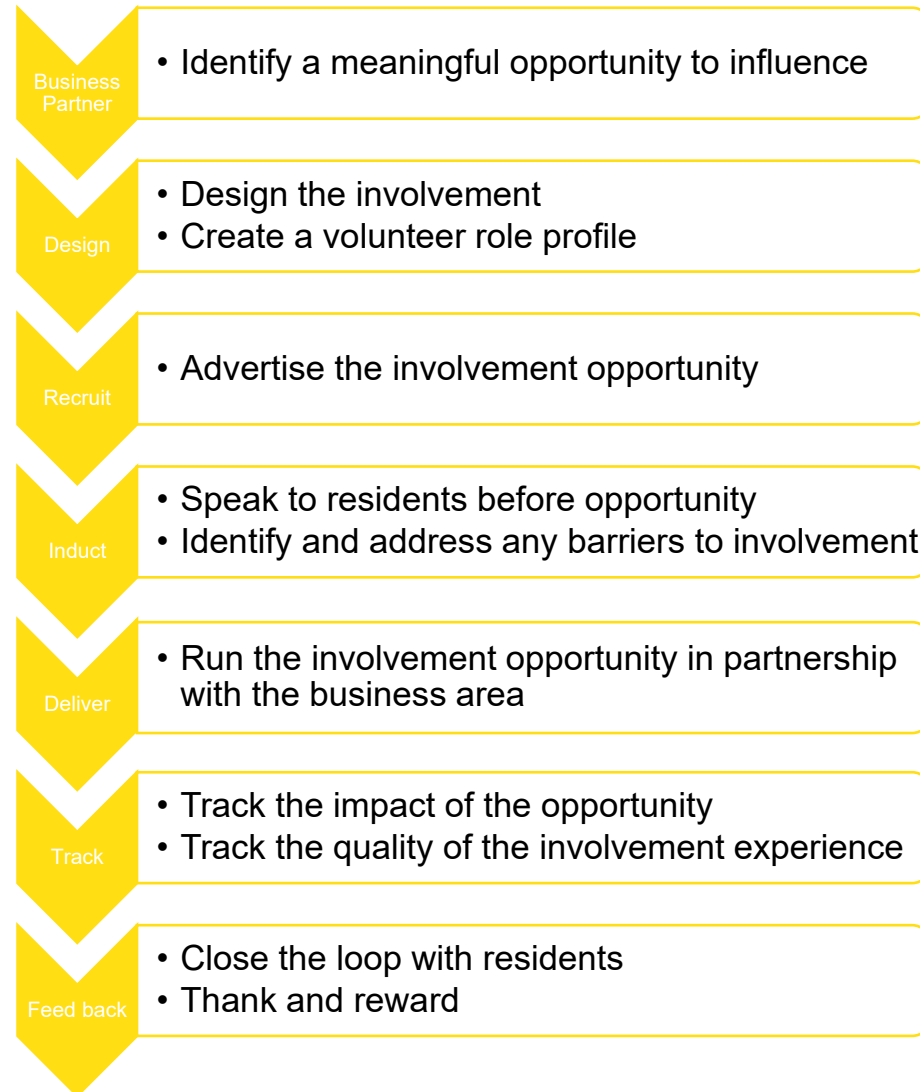 Business
Partner
• Identify a meaningful opportunity to influence
Design
• Design the involvement
• Create a volunteer role profile
Recruit
• Advertise the involvement opportunity
Induct
• Speak to residents before opportunity
• Identify and address any barriers to involvement
Deliver
• Run the involvement opportunity in partnership
with the business area
Track
• Track the impact of the opportunity
• Track the quality of the involvement experience
Feed back
• Close the loop with residents
• Thank and reward